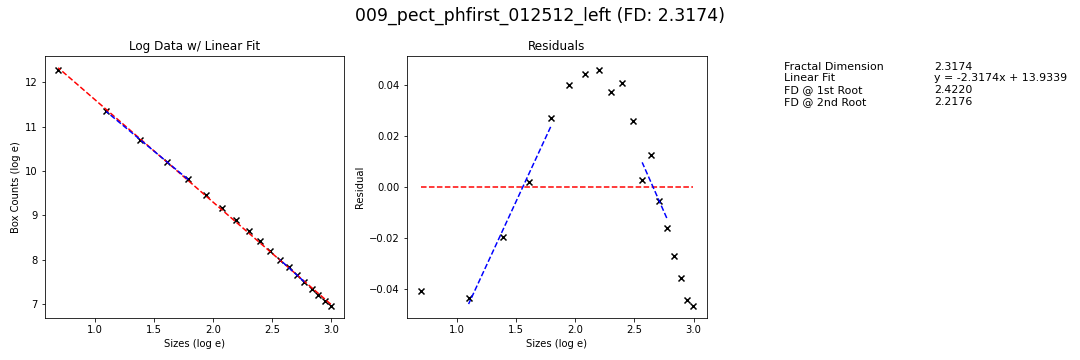 009_pect_phfirst_012512_left (FD: 2.3174)
Log Data w/ Linear Fit
Box Counts (log e)
12
11
10
9
8
7
1.0 1.5 2.0 2.5 3.0
Sizes (log e)
Residuals
Residual
0.04
0.02
0.00
−0.02
−0.04
1.0 1.5 2.0 2.5 3.0
Sizes (log e)
Fractal Dimension 2.3174
Linear Fit y = -2.3174x + 13.9339
FD @ 1st Root 2.4220
FD @ 2nd Root 2.2176